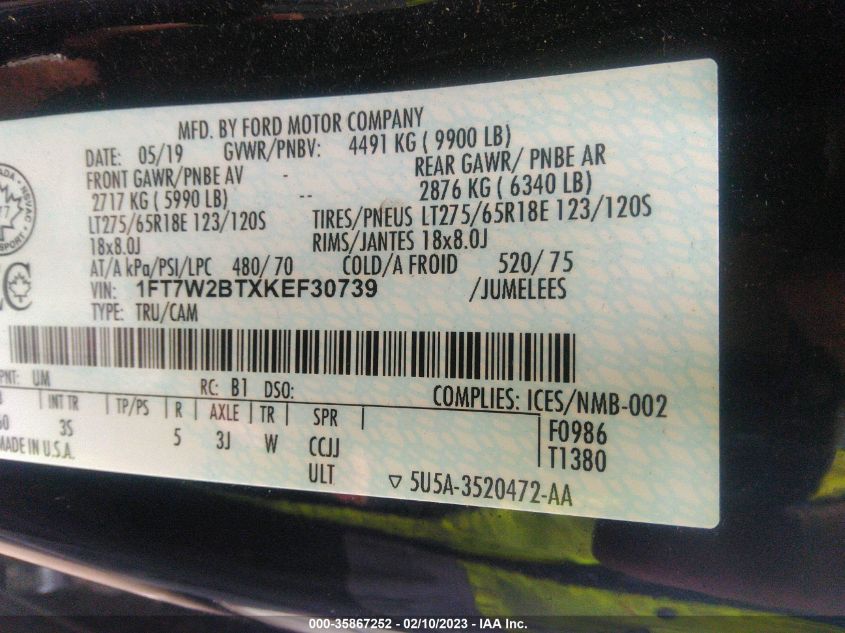 MFD. BY FORD MOTOR COMPANY
DATE: 05/19 GVWR/PNBV: 4491 KG ( 9900 LB)
FRONT GAWR/PNBE AV - REAR GAWR/ PNBE AR
2717 KG ( 5990 LB) -- 2876 KG ( 6340 LB)
LT275/65R18E 123/120S TIRES/PNEUS LT275/65R18E 123/120S
18x8.0J RIMS/JANTES 18x8.0J
AT/A kPa/PSI/LPC 480/ 70 COLD/A FROID 520/ 75
VIN: 1FT7W2BTXKEF30739 /JUMELEES
TYPE: TRU/CAM
PNT: UM RC: B1 DSO: COMPLIES: ICES/NMB-002
INT TR TP/PS R AXLE TR SPR F0986
3S 5 3J W CCJJ T1380
MADE IN U.S.A. ULT ▽ 5U5A-3520472-AA
000-35867252 - 02/10/2023 - IAA Inc.